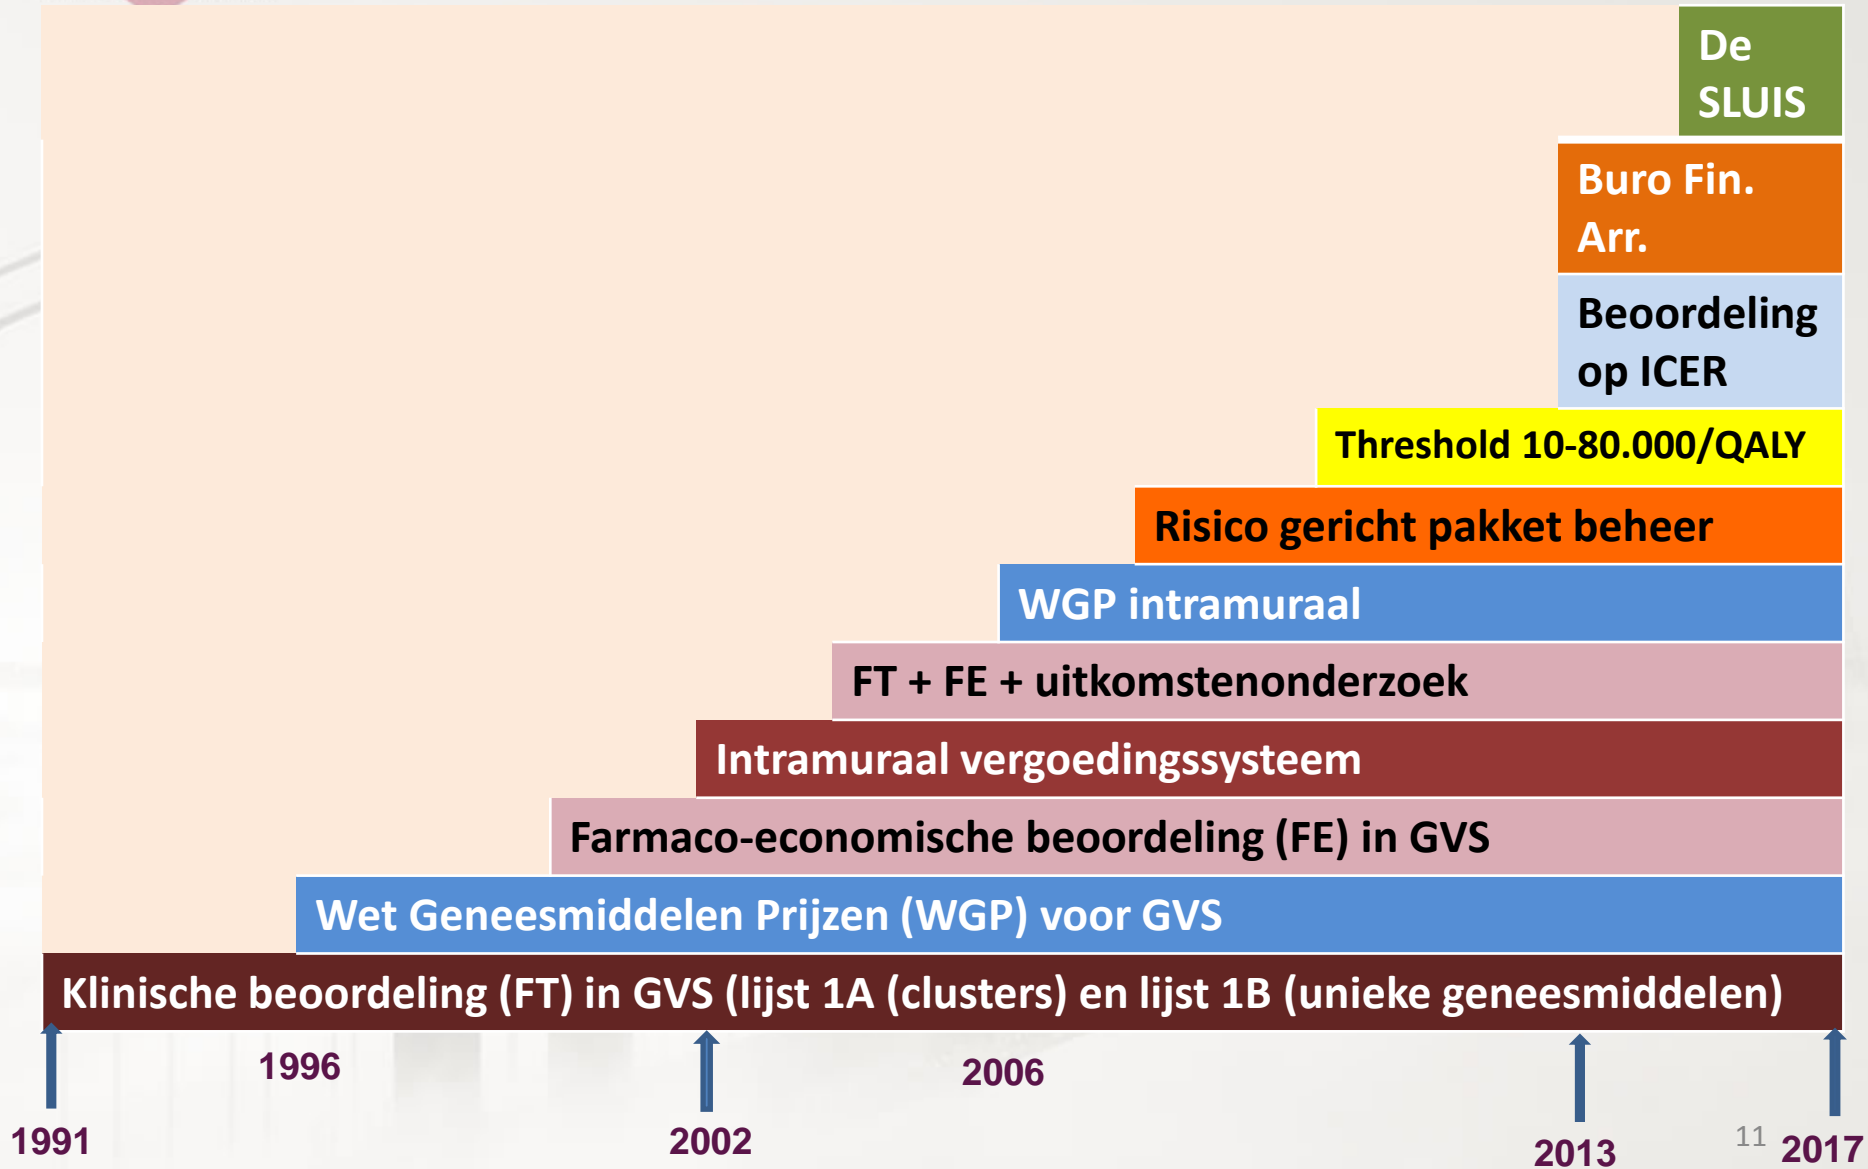 De
SLUIS
Buro Fin.
Arr.
Beoordeling
op ICER
Threshold 10-80.000/QALY
Risico gericht pakket beheer
WGP intramuraal
FT + FE + uitkomstenonderzoek
Intramuraal vergoedingssysteem
Farmaco-economische beoordeling (FE) in GVS
Wet Geneesmiddelen Prijzen (WGP) voor GVS
Klinische beoordeling (FT) in GVS (lijst 1A (clusters) en lijst 1B (unieke geneesmiddelen)
1996
2006
1991
2002
2013
11
2017